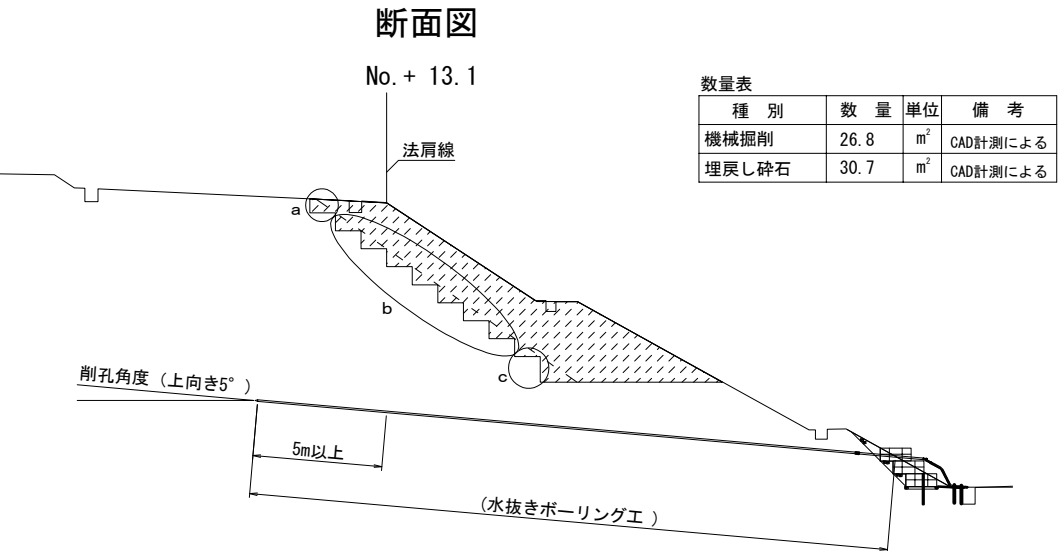 断面図
No.+ 13.1
法肩線
数量表
種 別 数 量 単位 備 考
機械掘削 26.8 m² CAD計測による
埋戻し砕石 30.7 m² CAD計測による
a
b
c
削孔角度（上向き5°）
5m以上
(水抜きボーリング工 )